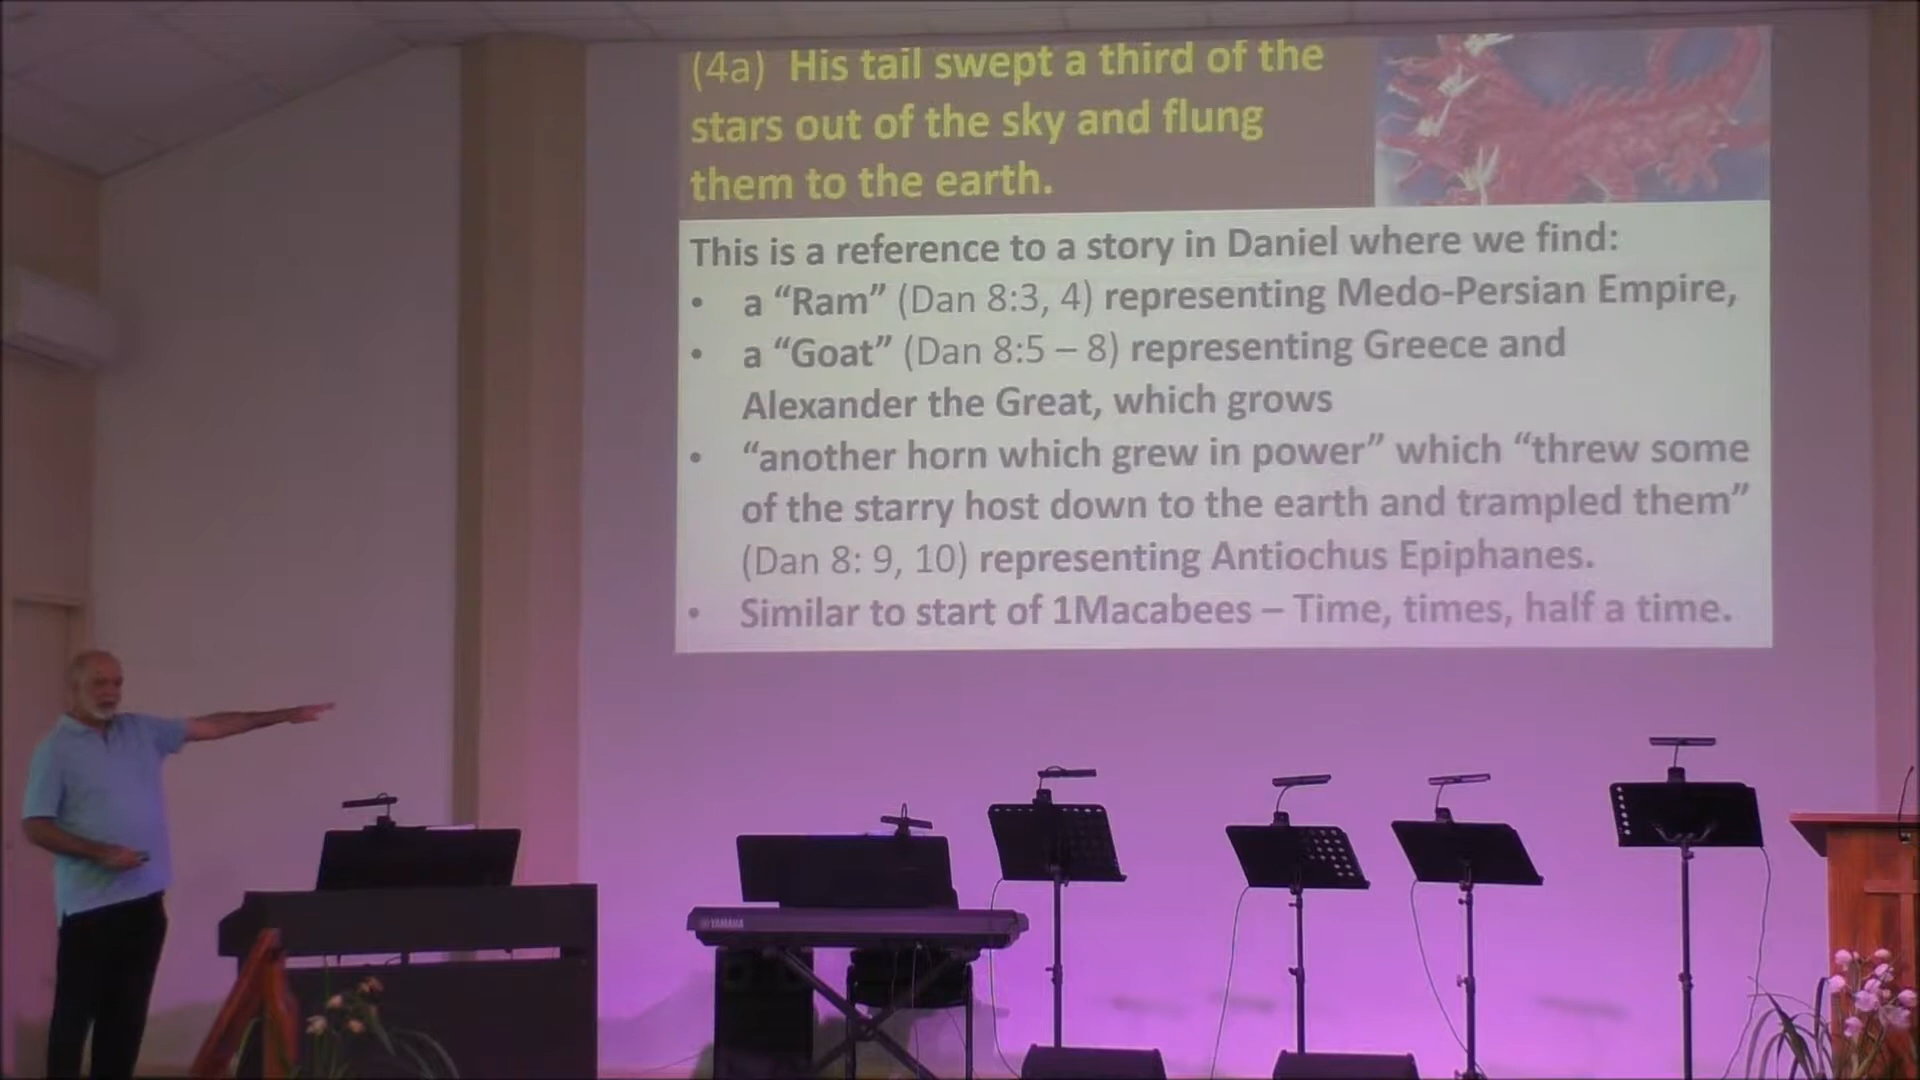 (4a) His tail swept a third of the
stars out of the sky and flung
them to the earth.
This is a reference to a story in Daniel where we find:
• a “Ram” (Dan 8:3, 4) representing Medo-Persian Empire,
• a “Goat” (Dan 8:5 – 8) representing Greece and
Alexander the Great, which grows
• “another horn which grew in power” which “threw some
of the starry host down to the earth and trampled them”
(Dan 8: 9, 10) representing Antiochus Epiphanes.
• Similar to start of 1Macabees – Time, times, half a time.
YAMAHA